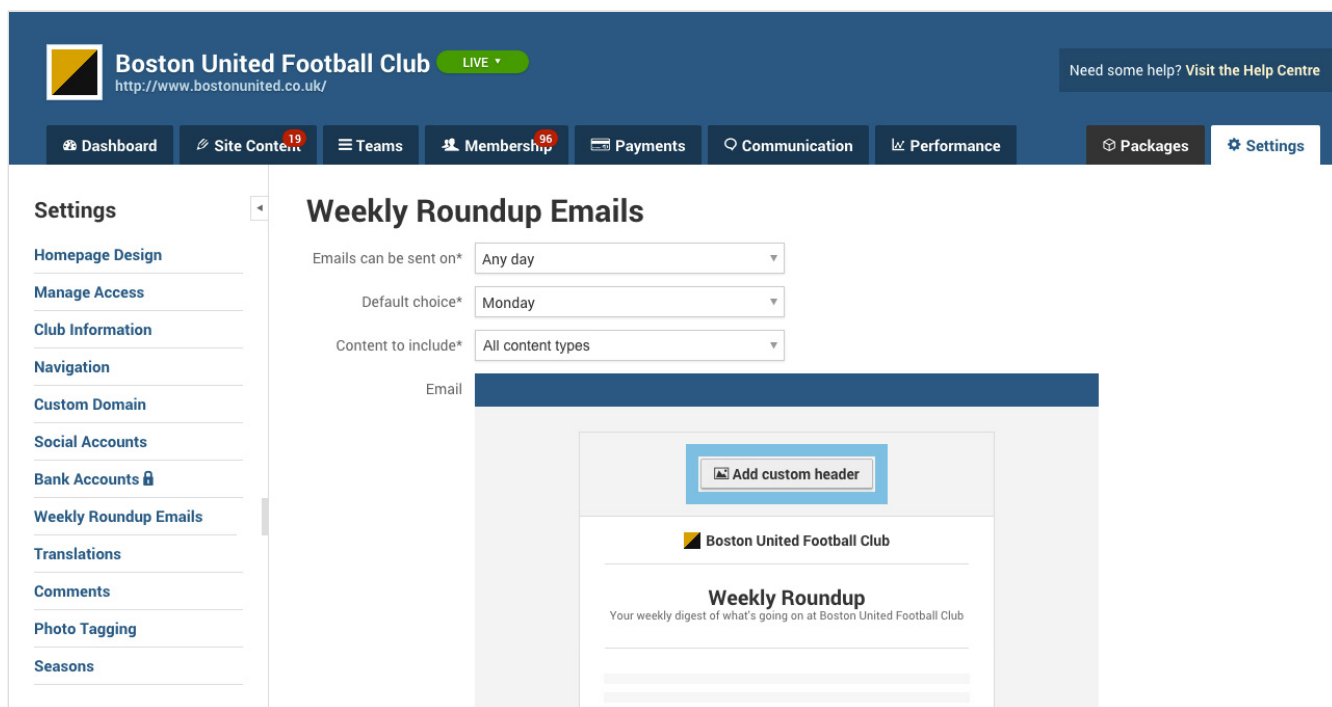 Boston United Football Club LIVE
http://www.bostonunited.co.uk/
Need some help? Visit the Help Centre
Dashboard Site Content 19 Teams Membership 96 Payments Communication Performance Packages Settings
Settings
Homepage Design
Manage Access
Club Information
Navigation
Custom Domain
Social Accounts
Bank Accounts
Weekly Roundup Emails
Translations
Comments
Photo Tagging
Seasons
Weekly Roundup Emails
Emails can be sent on* Any day
Default choice* Monday
Content to include* All content types
Email
Add custom header
Boston United Football Club
Weekly Roundup
Your weekly digest of what's going on at Boston United Football Club